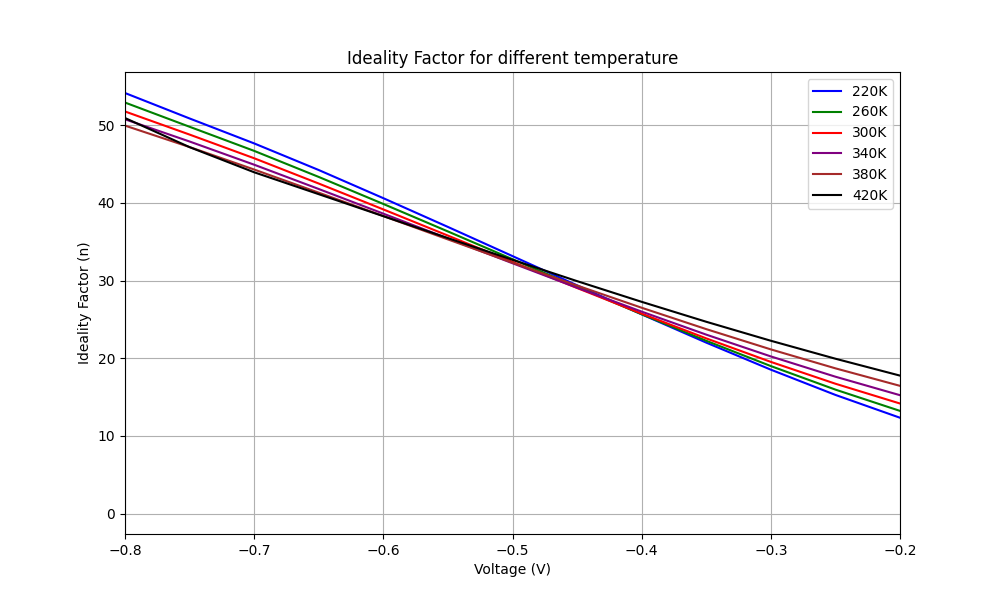 Ideality Factor for different temperature
220K
260K
300K
340K
380K
420K
Ideality Factor (n)
50
40
30
20
10
0
−0.8 −0.7 −0.6 −0.5 −0.4 −0.3 −0.2
Voltage (V)